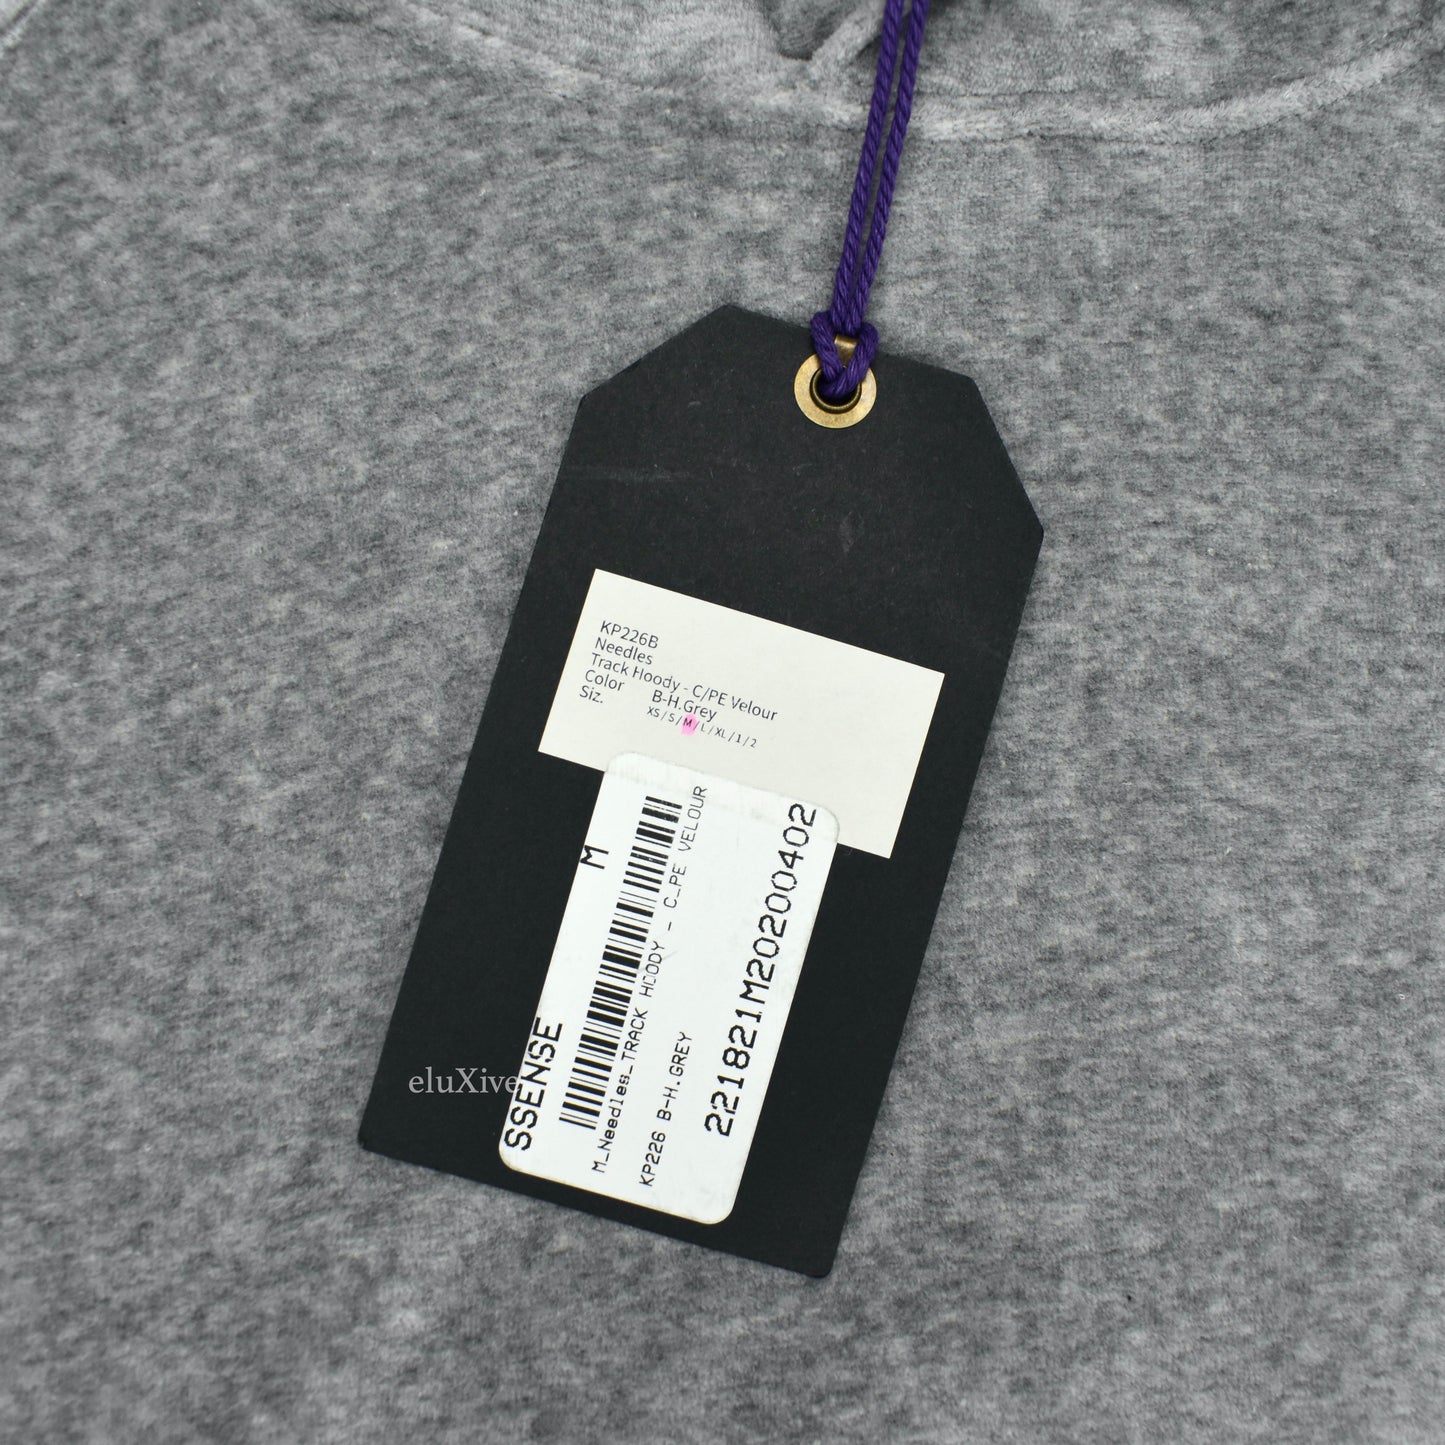 KP226B
Needles
Track Hoody - C/PE Velour
Color B-H.Grey
Siz. XS / S / M / L / XL / 1 / 2
SSENSE M
M_Needles_TRACK HOODY - C_PE VELOUR
KP226 B-H.GREY
221821M20200402
eluXive